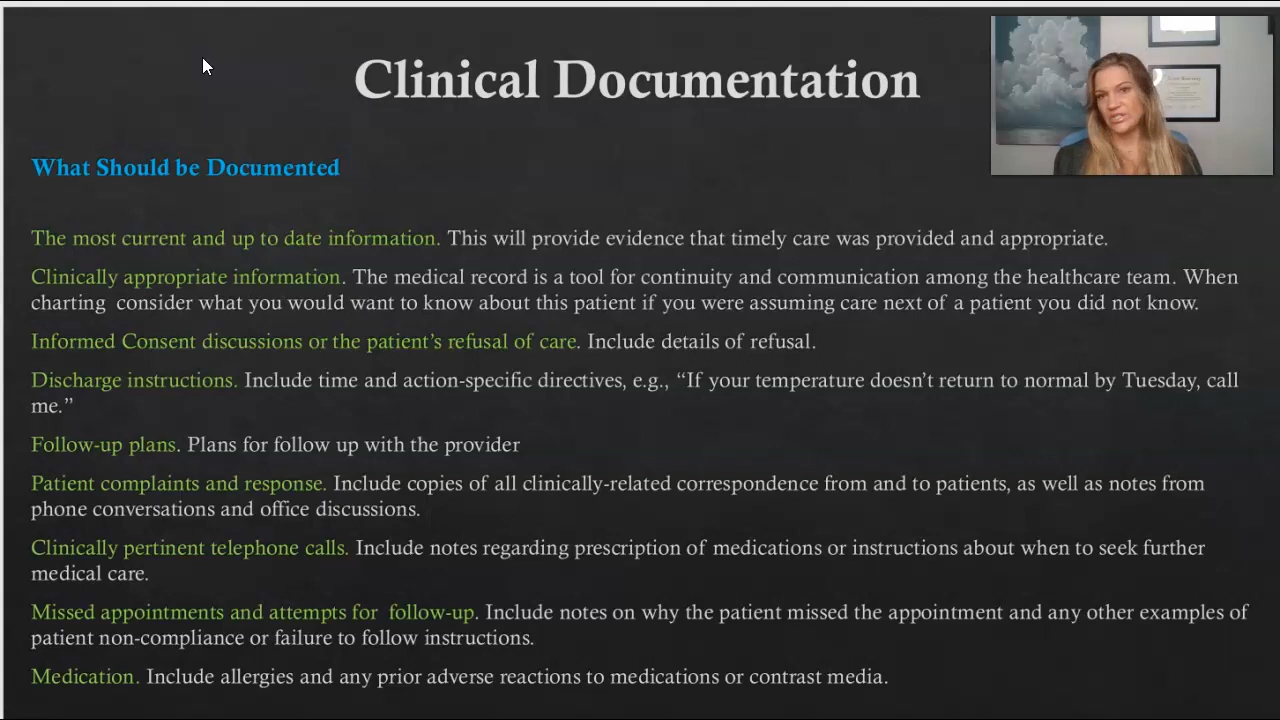 Clinical Documentation
What Should be Documented
The most current and up to date information. This will provide evidence that timely care was provided and appropriate.
Clinically appropriate information. The medical record is a tool for continuity and communication among the healthcare team. When
charting  consider what you would want to know about this patient if you were assuming care next of a patient you did not know.
Informed Consent discussions or the patient’s refusal of care. Include details of refusal.
Discharge instructions. Include time and action-specific directives, e.g., “If your temperature doesn’t return to normal by Tuesday, call
me.”
Follow-up plans. Plans for follow up with the provider
Patient complaints and response. Include copies of all clinically-related correspondence from and to patients, as well as notes from
phone conversations and office discussions.
Clinically pertinent telephone calls. Include notes regarding prescription of medications or instructions about when to seek further
medical care.
Missed appointments and attempts for  follow-up. Include notes on why the patient missed the appointment and any other examples of
patient non-compliance or failure to follow instructions.
Medication. Include allergies and any prior adverse reactions to medications or contrast media.